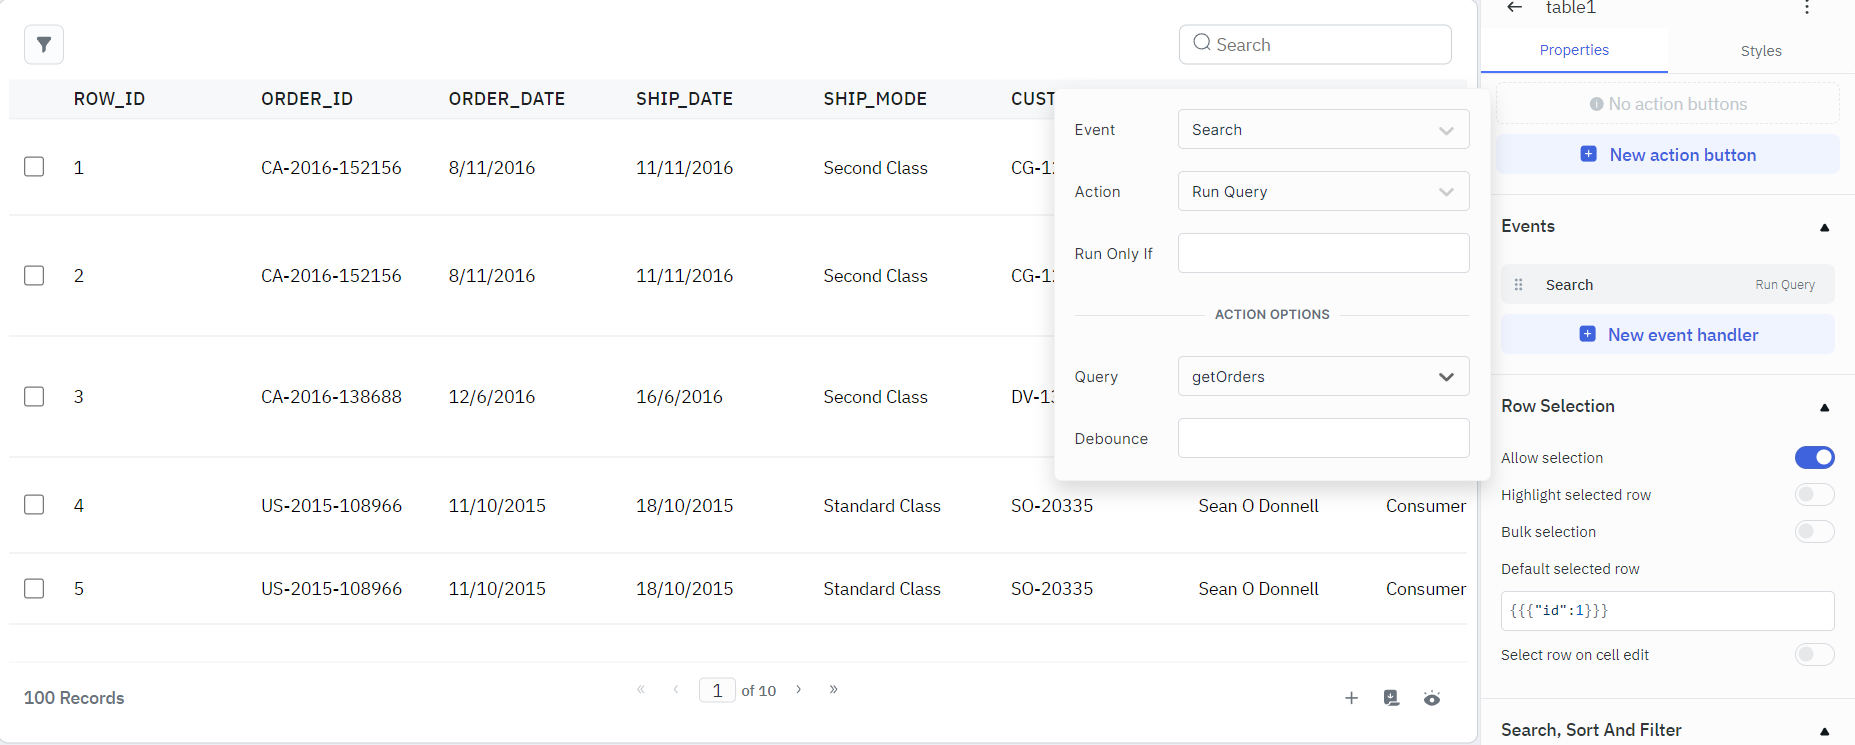 Search
ROW_ID ORDER_ID ORDER_DATE SHIP_DATE SHIP_MODE CUST
1 CA-2016-152156 8/11/2016 11/11/2016 Second Class CG-1
2 CA-2016-152156 8/11/2016 11/11/2016 Second Class CG-1
3 CA-2016-138688 12/6/2016 16/6/2016 Second Class DV-1
4 US-2015-108966 11/10/2015 18/10/2015 Standard Class SO-20335 Sean O Donnell Consumer
5 US-2015-108966 11/10/2015 18/10/2015 Standard Class SO-20335 Sean O Donnell Consumer
100 Records
« ‹ 1 of 10 › »
Event Search
Action Run Query
Run Only If
ACTION OPTIONS
Query getOrders
Debounce
table1
Properties Styles
No action buttons
New action button
Events
Search Run Query
New event handler
Row Selection
Allow selection
Highlight selected row
Bulk selection
Default selected row
{{{"id":1}}}
Select row on cell edit
Search, Sort And Filter